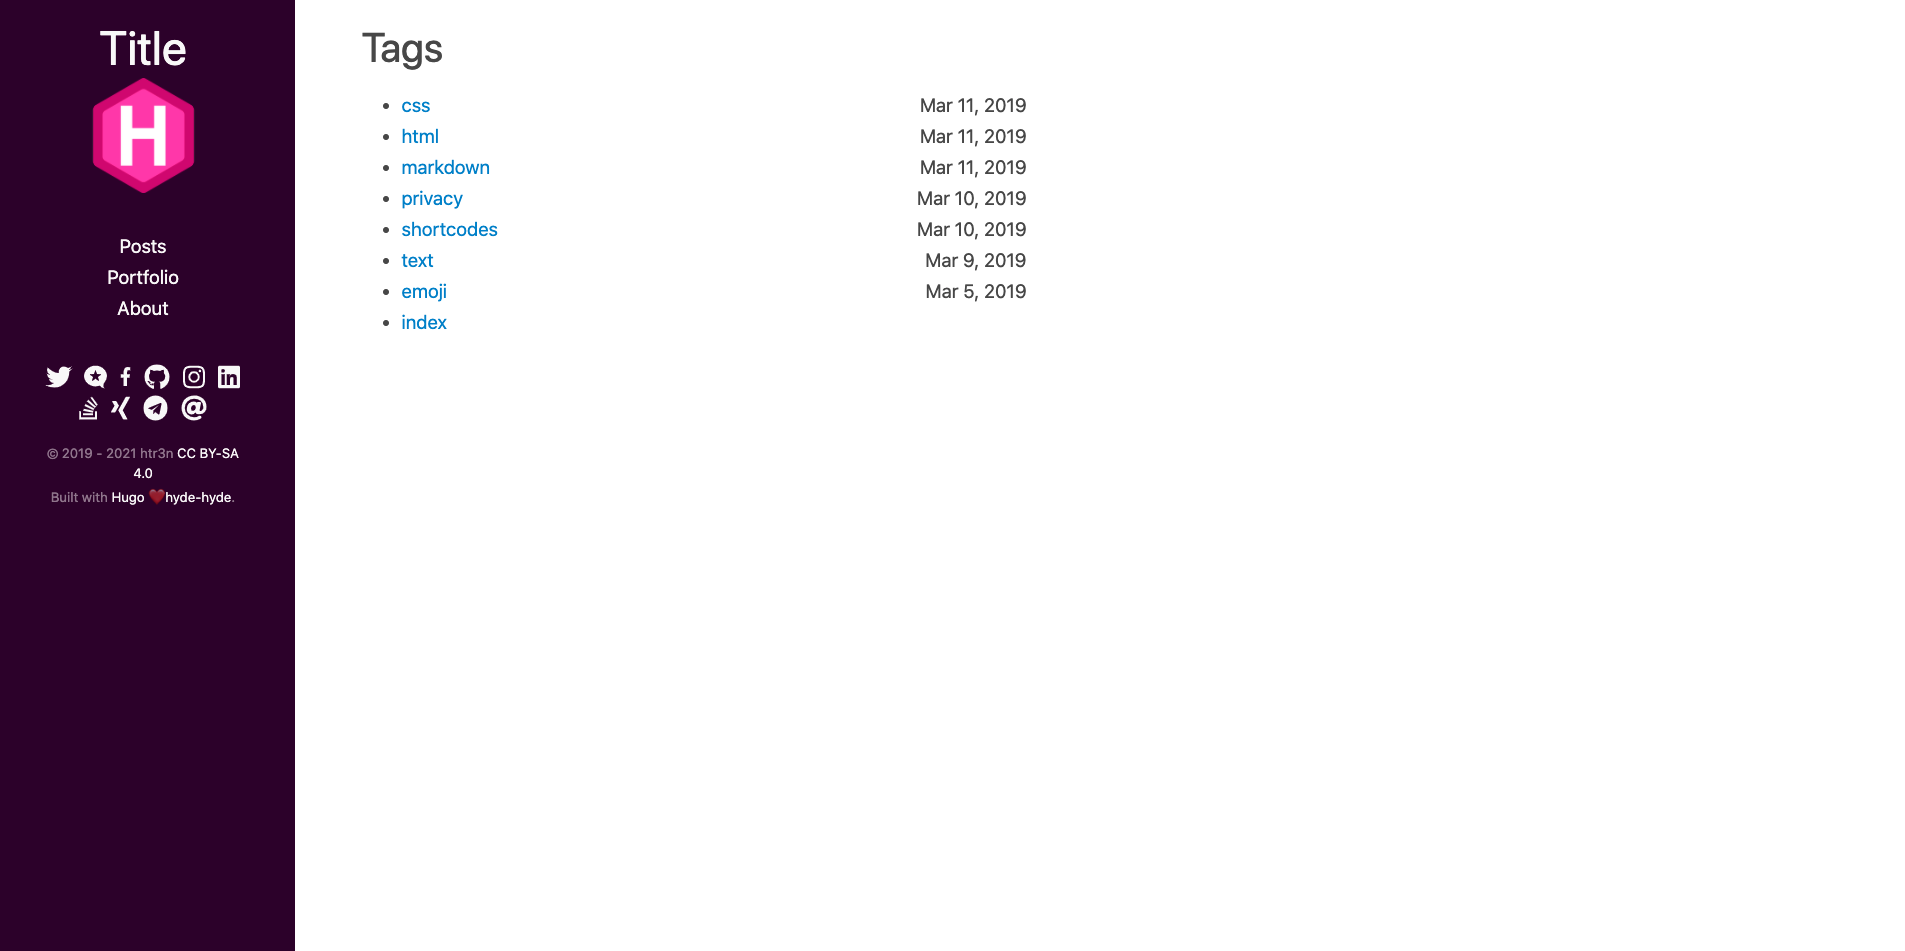 Title
H
Posts
Portfolio
About
© 2019 - 2021 htr3n CC BY-SA
4.0
Built with Hugo ❤️hyde-hyde.
Tags
css Mar 11, 2019
html Mar 11, 2019
markdown Mar 11, 2019
privacy Mar 10, 2019
shortcodes Mar 10, 2019
text Mar 9, 2019
emoji Mar 5, 2019
index